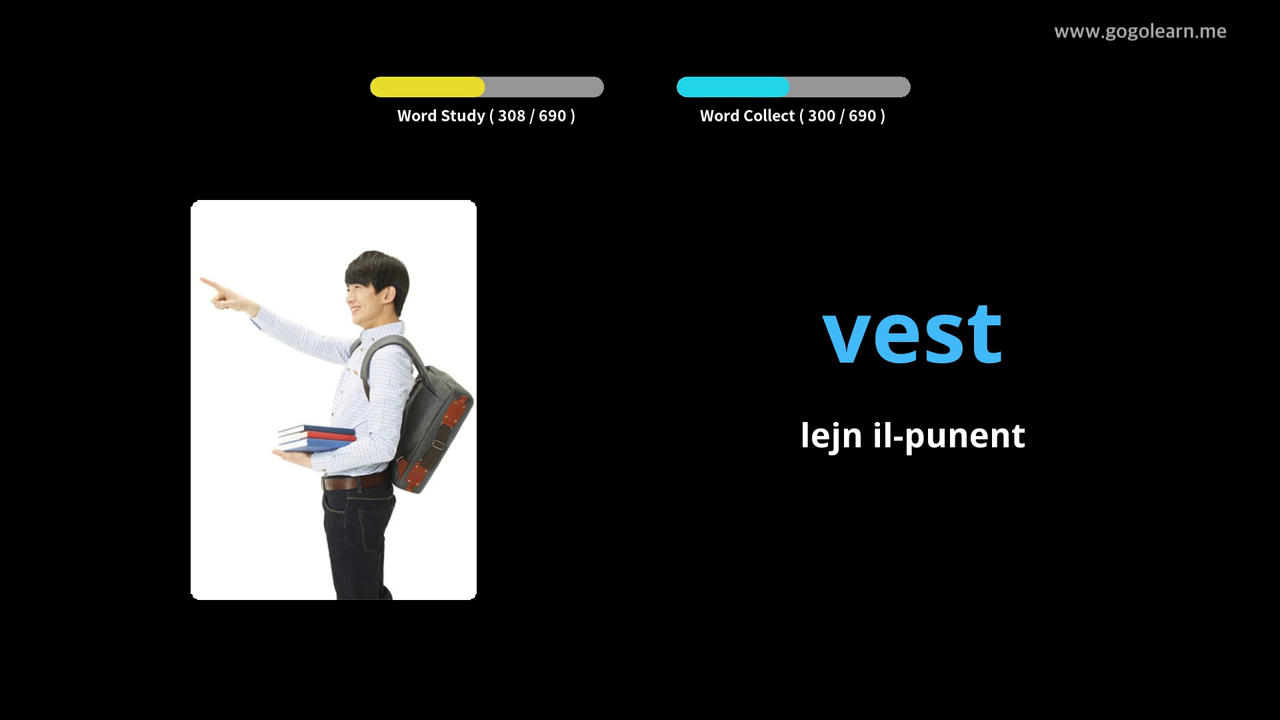 www.gogolearn.me
Word Study ( 308 / 690 )
Word Collect ( 300 / 690 )
vest
lejn il-punent